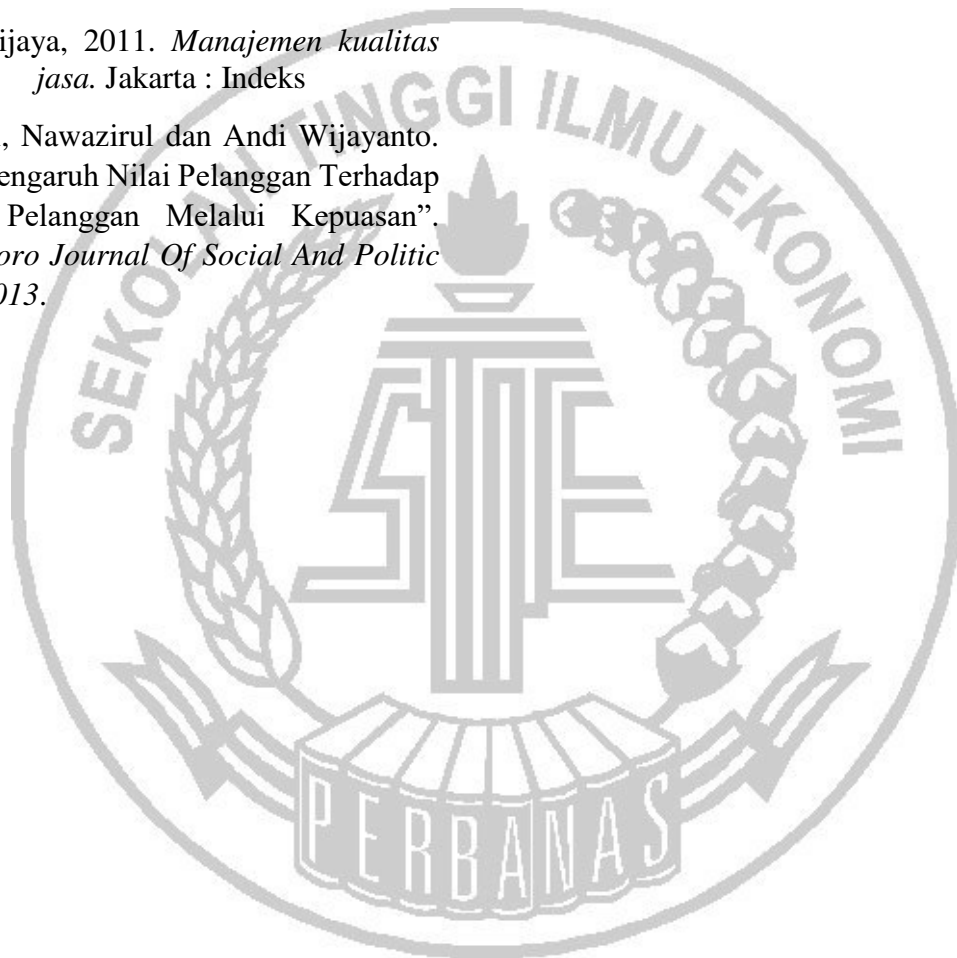 ijaya, 2011. Manajemen kualitas
jasa. Jakarta : Indeks
, Nawazirul dan Andi Wijayanto.
engaruh Nilai Pelanggan Terhadap
Pelanggan Melalui Kepuasan”.
oro Journal Of Social And Politic
013.
SEKOLAH TINGGI ILMU EKONOMI
STIE
PERBANAS